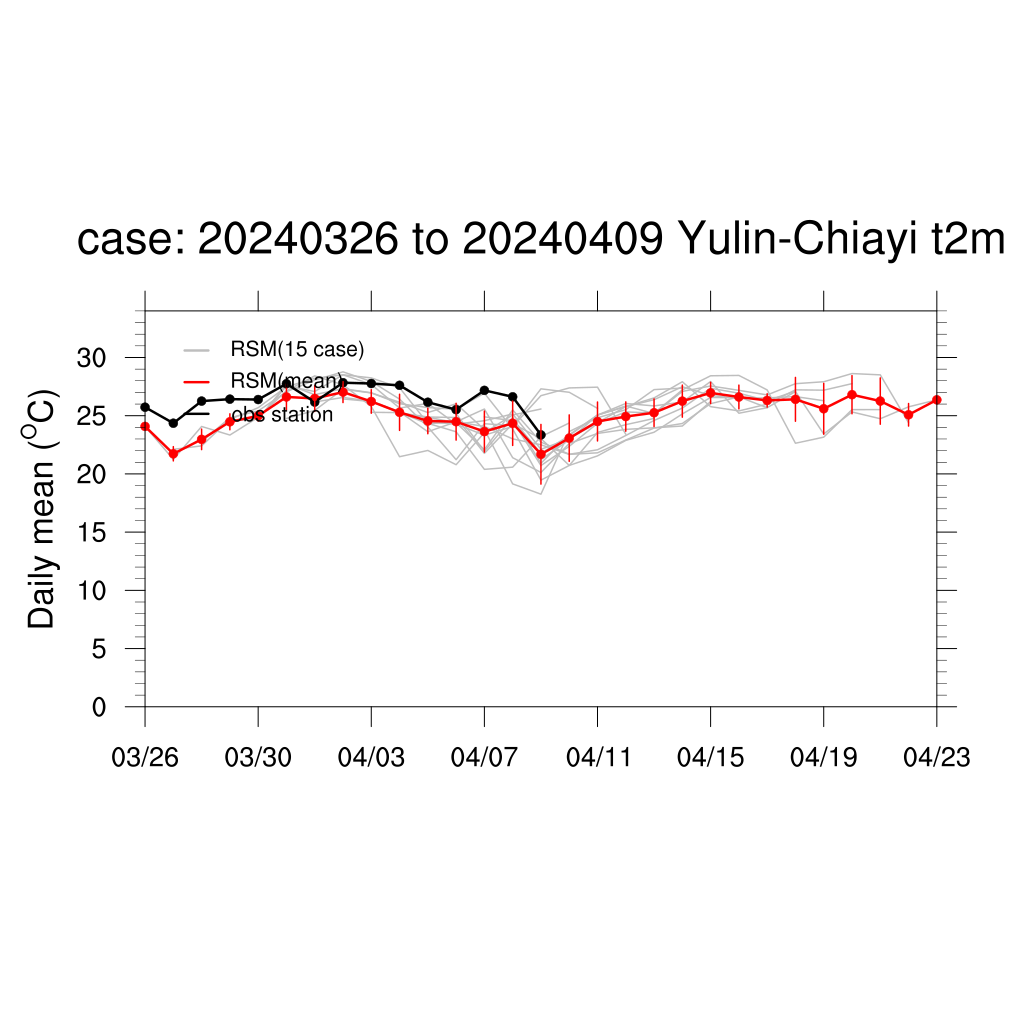 case: 20240326 to 20240409 Yulin-Chiayi t2m
RSM(15 case)
RSM(mean)
obs station
Daily mean (°C)
30
25
20
15
10
5
0
03/26 03/30 04/03 04/07 04/11 04/15 04/19 04/23